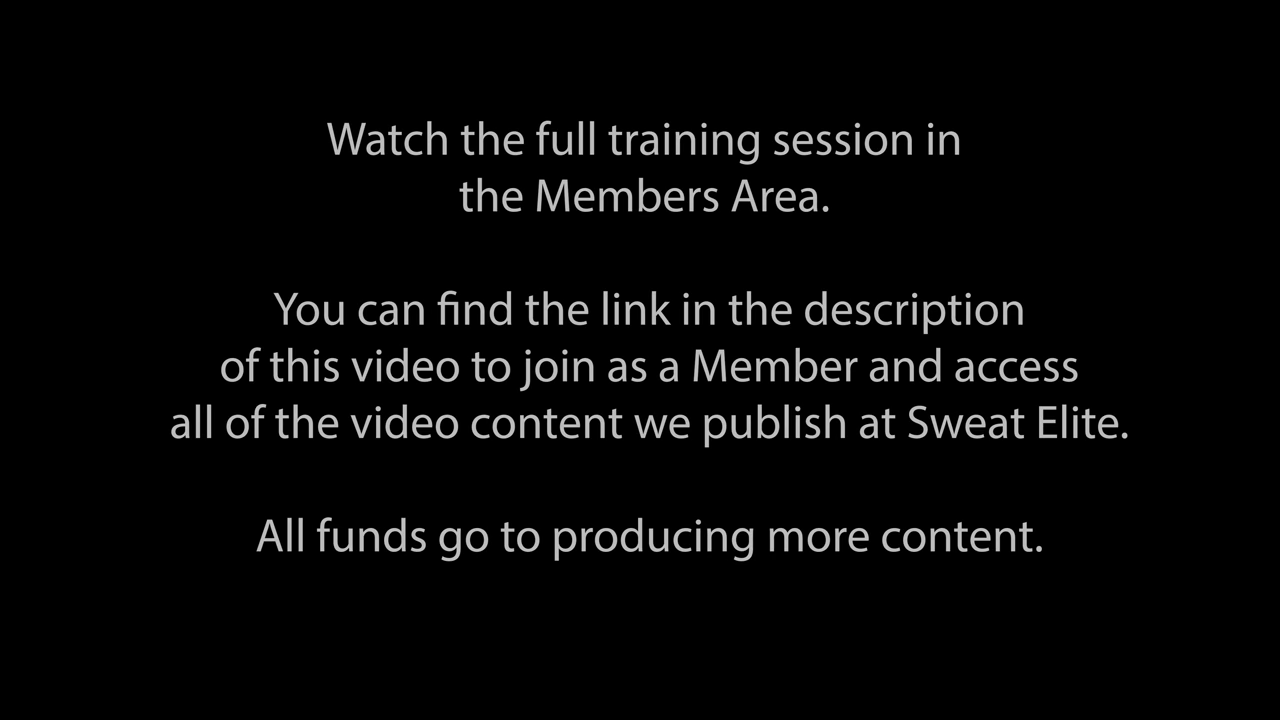 Watch the full training session in
the Members Area.
You can find the link in the description
of this video to join as a Member and access
all of the video content we publish at Sweat Elite.
All funds go to producing more content.